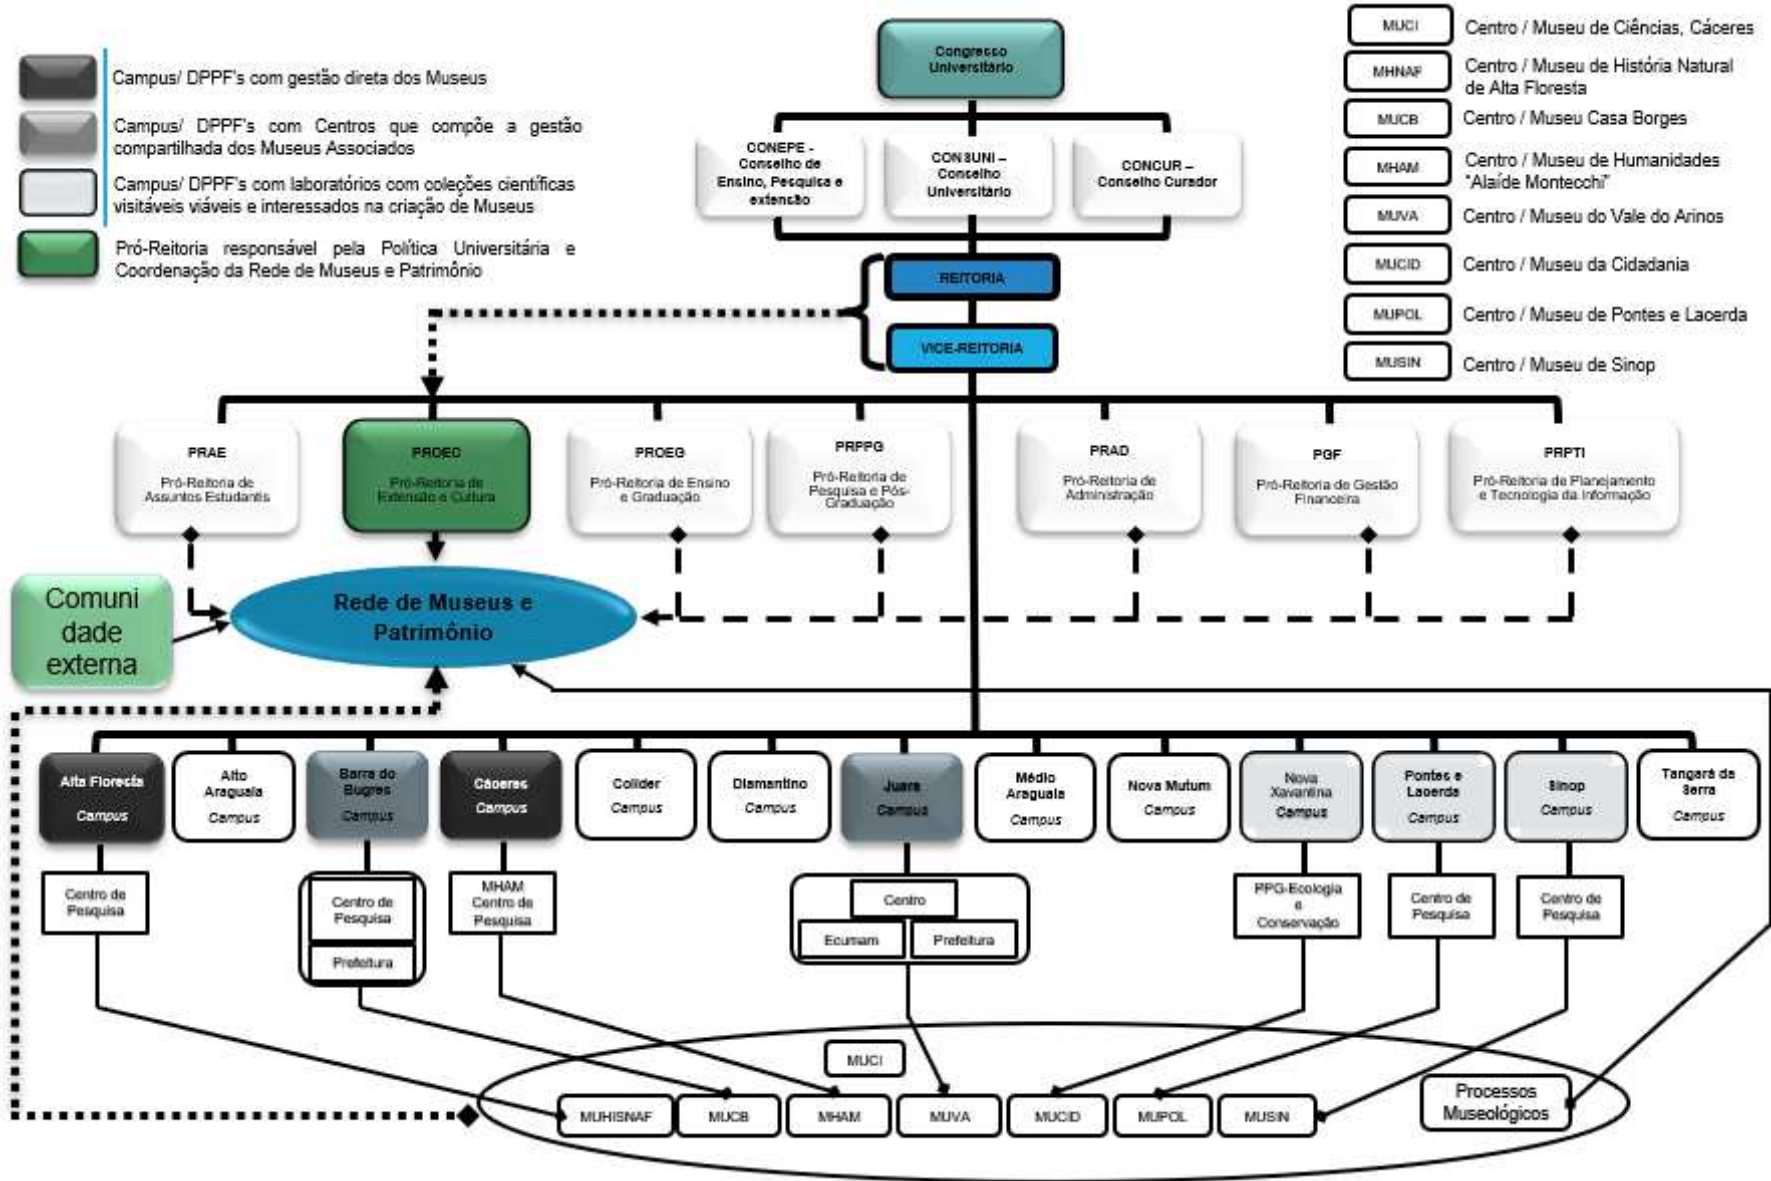 Campus/ DPPF's com gestão direta dos Museus
Campus/ DPPF's com Centros que compõe a gestão
compartilhada dos Museus Associados
Campus/ DPPF's com laboratórios com coleções científicas
visitáveis viáveis e interessados na criação de Museus
Pró-Reitoria responsável pela Política Universitária e
Coordenação da Rede de Museus e Patrimônio
Congresso
Universitário
CONEPE -
Conselho de
Ensino, Pesquisa e
extensão
CONSUNI –
Conselho
Universitário
CONCUR –
Conselho Curador
REITORIA
VICE-REITORIA
MUCI
Centro / Museu de Ciências, Cáceres
MHNAF
Centro / Museu de História Natural
de Alta Floresta
MUCB
Centro / Museu Casa Borges
MHAM
Centro / Museu de Humanidades
"Alaíde Montecchi"
MUVA
Centro / Museu do Vale do Arinos
MUCID
Centro / Museu da Cidadania
MUPOL
Centro / Museu de Pontes e Lacerda
MUSIN
Centro / Museu de Sinop
PRAE
Pró-Reitoria de
Assuntos Estudantis
PROEC
Pró-Reitoria de
Extensão e Cultura
PROEG
Pró-Reitoria de Ensino
e Graduação
PRPPG
Pró-Reitoria de
Pesquisa e Pós-
Graduação
PRAD
Pró-Reitoria de
Administração
PGF
Pró-Reitoria de Gestão
Financeira
PRPTI
Pró-Reitoria de Planejamento
e Tecnologia da Informação
Comuni
dade
externa
Rede de Museus e
Patrimônio
Alta Floresta
Campus
Alto
Araguaia
Campus
Barra do
Bugres
Campus
Cáceres
Campus
Colider
Campus
Diamantino
Campus
Juara
Campus
Médio
Araguaia
Campus
Nova Mutum
Campus
Nova
Xavantina
Campus
Pontes e
Lacerda
Campus
Sinop
Campus
Tangará da
Serra
Campus
Centro de
Pesquisa
Centro de
Pesquisa
Prefeitura
MHAM
Centro de
Pesquisa
Centro
Ecumam
Prefeitura
PPG-Ecologia
e
Conservação
Centro de
Pesquisa
Centro de
Pesquisa
MUCI
MUHISNAF
MUCB
MHAM
MUVA
MUCID
MUPOL
MUSIN
Processos
Museológicos